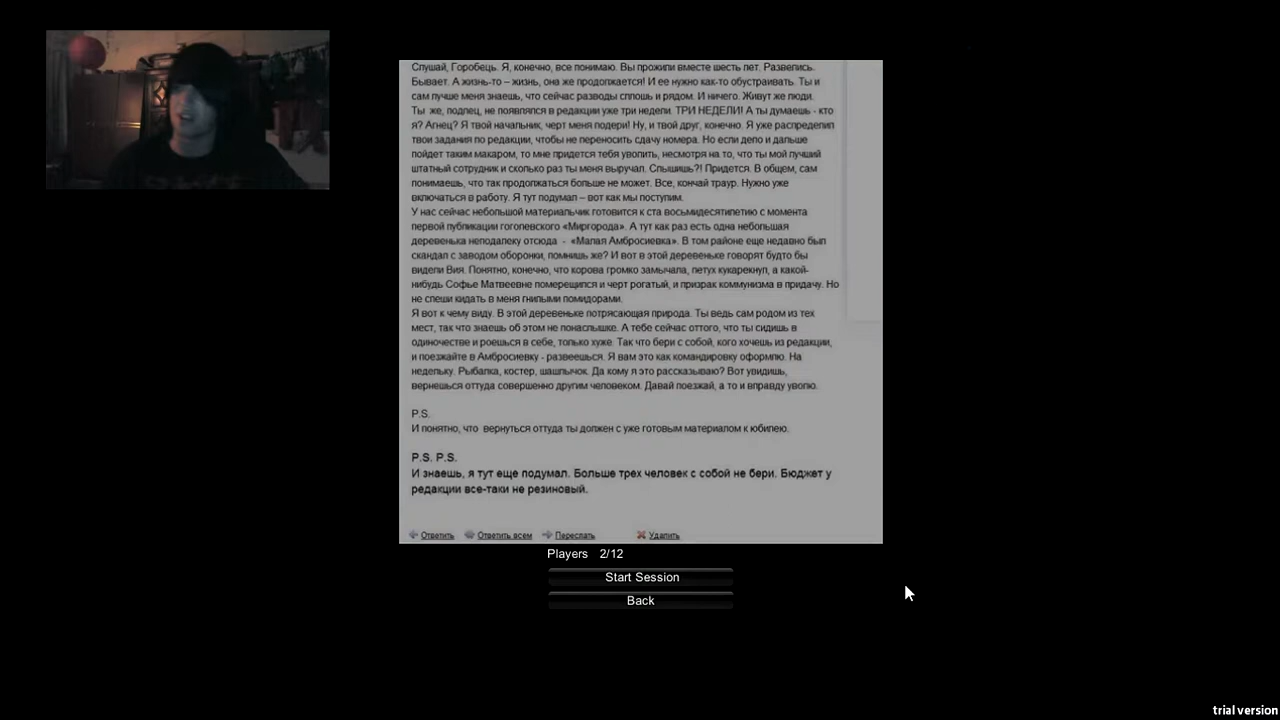 Слушай, Горобець. Я, конечно, все понимаю. Вы прожили вместе шесть лет. Развелись.
Бывает. А жизнь-то – жизнь, она же продолжается! И ее нужно как-то обустраивать. Ты и
сам лучше меня знаешь, что сейчас разводы сплошь и рядом. И ничего. Живут же люди.
Ты  же, подлец, не появлялся в редакции уже три недели. ТРИ НЕДЕЛИ! А ты думаешь - кто
я? Агнец? Я твой начальник, черт меня подери! Ну, и твой друг, конечно. Я уже распределил
твои задания по редакции, чтобы не переносить сдачу номера. Но если дело и дальше
пойдет таким макаром, то мне придется тебя уволить, несмотря на то, что ты мой лучший
штатный сотрудник и сколько раз ты меня выручал. Слышишь?! Придется. В общем, сам
понимаешь, что так продолжаться больше не может. Все, кончай траур. Нужно уже
включаться в работу. Я тут подумал – вот как мы поступим.
У нас сейчас небольшой материальчик готовится к ста восьмидесятилетию с момента
первой публикации гоголевского «Миргорода». А тут как раз есть одна небольшая
деревенька неподалеку отсюда  -  «Малая Амбросиевка». В том районе еще недавно был
скандал с заводом оборонки, помнишь же? И вот в этой деревеньке говорят будто бы
видели Вия. Понятно, конечно, что корова громко замычала, петух кукарекнул, а какой-
нибудь Софье Матвеевне померещился и черт рогатый, и призрак коммунизма в придачу. Но
не спеши кидать в меня гнилыми помидорами.
Я вот к чему виду. В этой деревеньке потрясающая природа. Ты ведь сам родом из тех
мест, так что знаешь об этом не понаслышке. А тебе сейчас оттого, что ты сидишь в
одиночестве и роешься в себе, только хуже. Так что бери с собой, кого хочешь из редакции,
и поезжайте в Амбросиевку - развеешься. Я вам это как командировку оформлю. На
недельку. Рыбалка, костер, шашлычок. Да кому я это рассказываю? Вот увидишь,
вернешься оттуда совершенно другим человеком. Давай поезжай, а то и вправду уволю.
P.S.
И понятно, что  вернуться оттуда ты должен с уже готовым материалом к юбилею.
P.S. P.S.
И знаешь, я тут еще подумал. Больше трех человек с собой не бери. Бюджет у
редакции все-таки не резиновый.
Ответить Ответить всем Переслать Удалить
Players 2/12
Start Session
Back
trial version